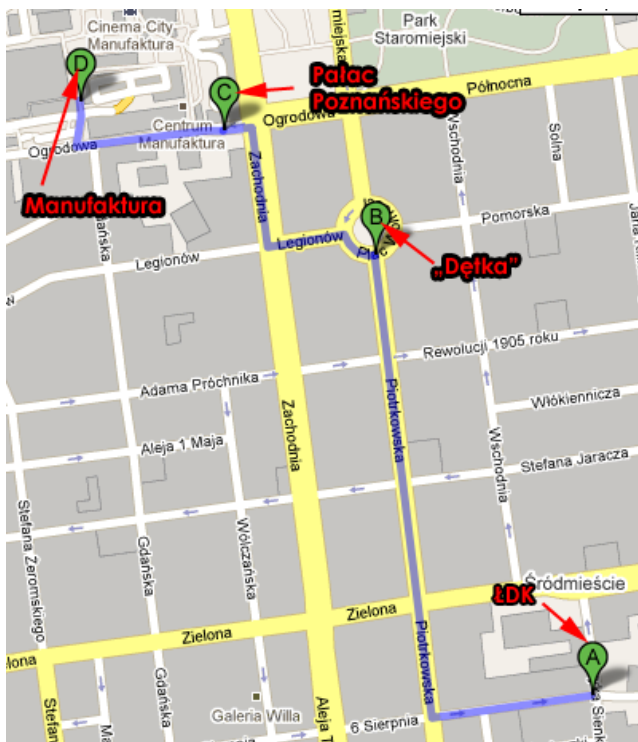 Cinema City
Manufaktura
Park
Staromiejski
D
C
Pałac
Poznańskiego
Północna
Ogrodowa
Centrum
Manufaktura
Ogrodowa
Manufaktura
Zachodnia
Wschodnia
Solna
B
Pomorska
Legionów
Plac
„Dętka”
Gdańska
Legionów
Rewolucji 1905 roku
Adama Próchnika
Piotrkowska
Włókiennicza
Zachodnia
Aleja 1 Maja
Wschodnia
Stefana Jaracza
Stefana Żeromskiego
Gdańska
Wólczańska
Śródmieście
ŁDK
Zielona
Zielona
Piotrkowska
A
Galeria Willa
6 Sierpnia
Gdańska